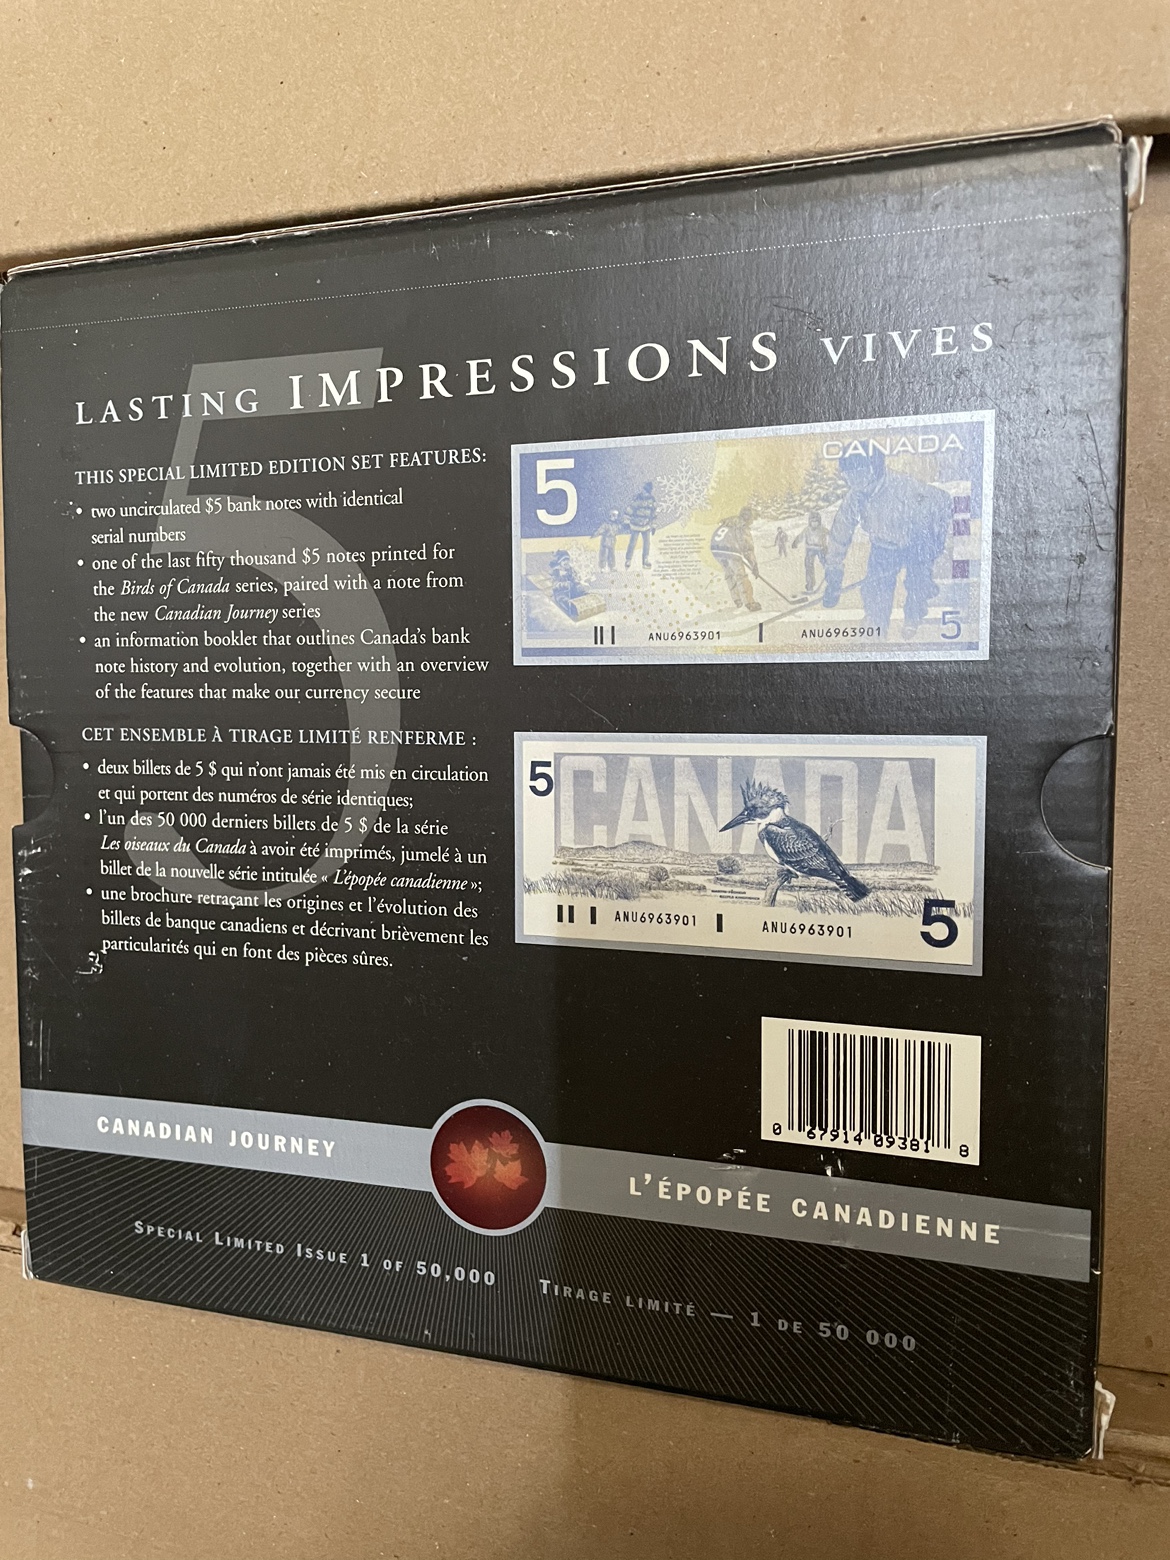 LASTING IMPRESSIONS VIVES
THIS SPECIAL LIMITED EDITION SET FEATURES:
• two uncirculated $5 bank notes with identical
serial numbers
• one of the last fifty thousand $5 notes printed for
the Birds of Canada series, paired with a note from
the new Canadian Journey series
• an information booklet that outlines Canada's bank
note history and evolution, together with an overview
of the features that make our currency secure
CET ENSEMBLE À TIRAGE LIMITÉ RENFERME :
• deux billets de 5 $ qui n'ont jamais été mis en circulation
et qui portent des numéros de série identiques;
• l'un des 50 000 derniers billets de 5 $ de la série
Les oiseaux du Canada à avoir été imprimés, jumelé à un
billet de la nouvelle série intitulée « L'épopée canadienne »;
• une brochure retraçant les origines et l'évolution des
billets de banque canadiens et décrivant brièvement les
particularités qui en font des pièces sûres.
5
CANADA
5
9
ANU6963901 ANU6963901
5
5
CANADA
ANU6963901 ANU6963901
5
0 67914 09381 8
CANADIAN JOURNEY
L'ÉPOPÉE CANADIENNE
SPECIAL LIMITED ISSUE 1 OF 50,000
TIRAGE LIMITÉ — 1 DE 50 000